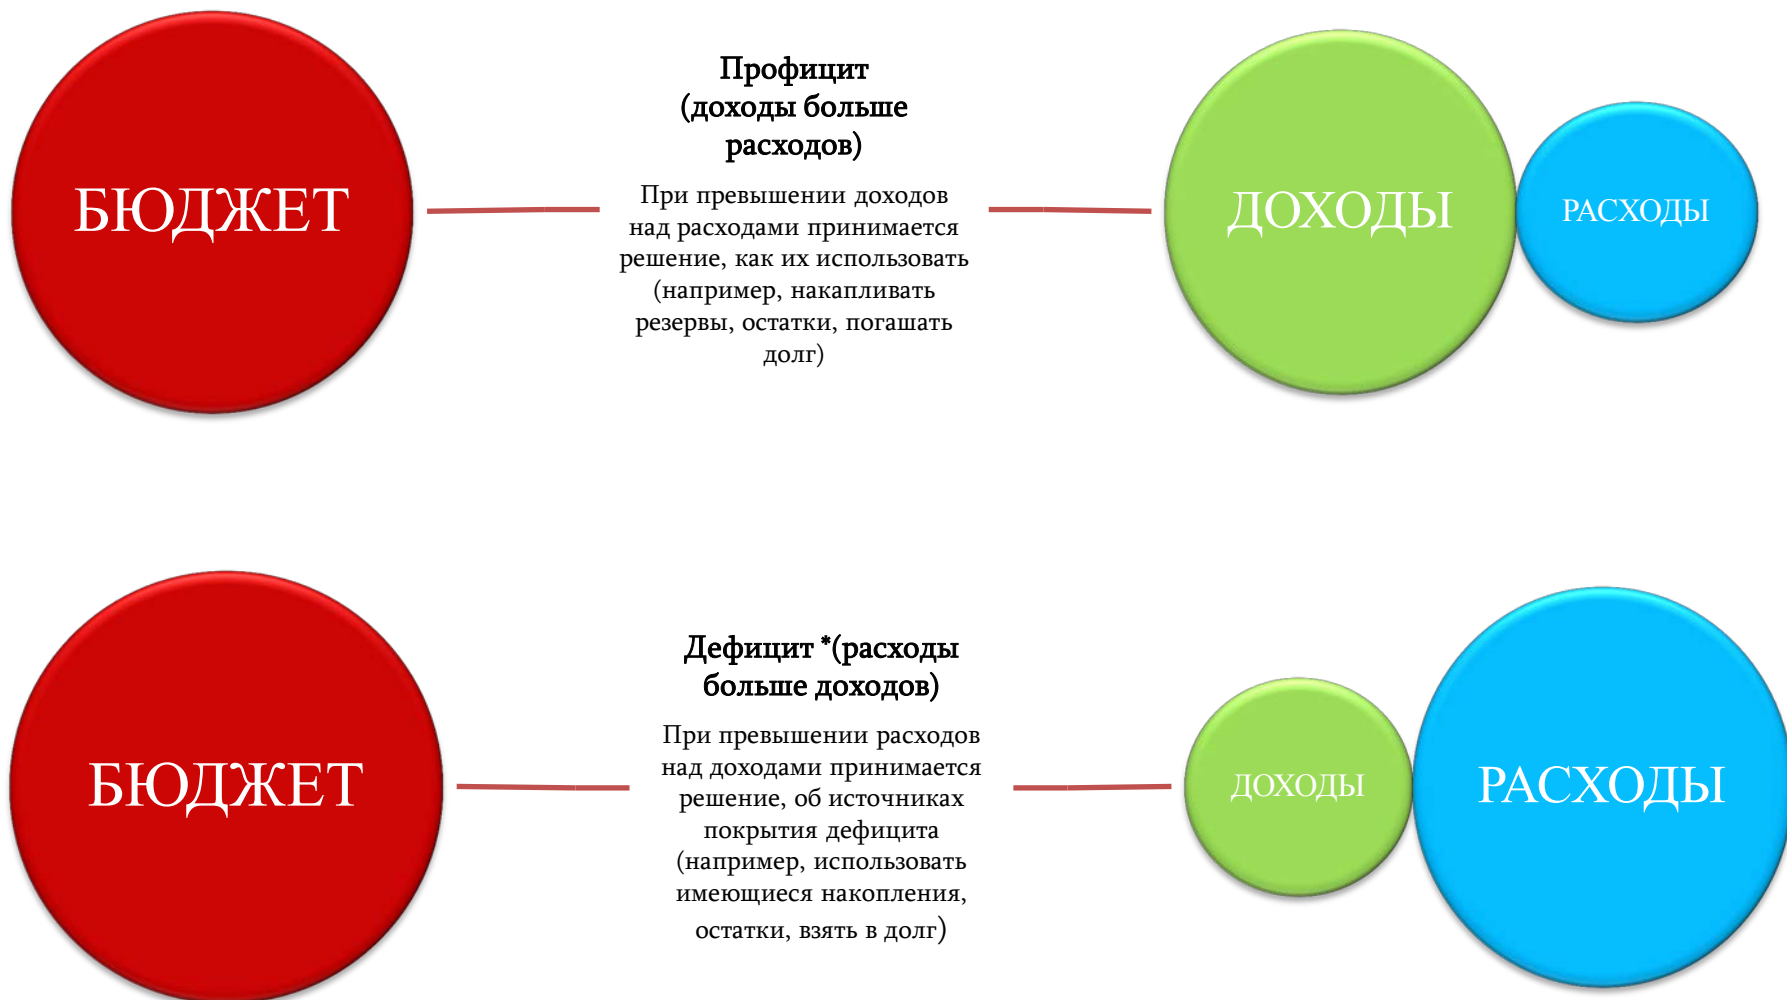 БЮДЖЕТ
Профицит
(доходы больше
расходов)
При превышении доходов
над расходами принимается
решение, как их использовать
(например, накапливать
резервы, остатки, погашать
долг)
ДОХОДЫ
РАСХОДЫ
БЮДЖЕТ
Дефицит *(расходы
больше доходов)
При превышении расходов
над доходами принимается
решение, об источниках
покрытия дефицита
(например, использовать
имеющиеся накопления,
остатки, взять в долг)
ДОХОДЫ
РАСХОДЫ